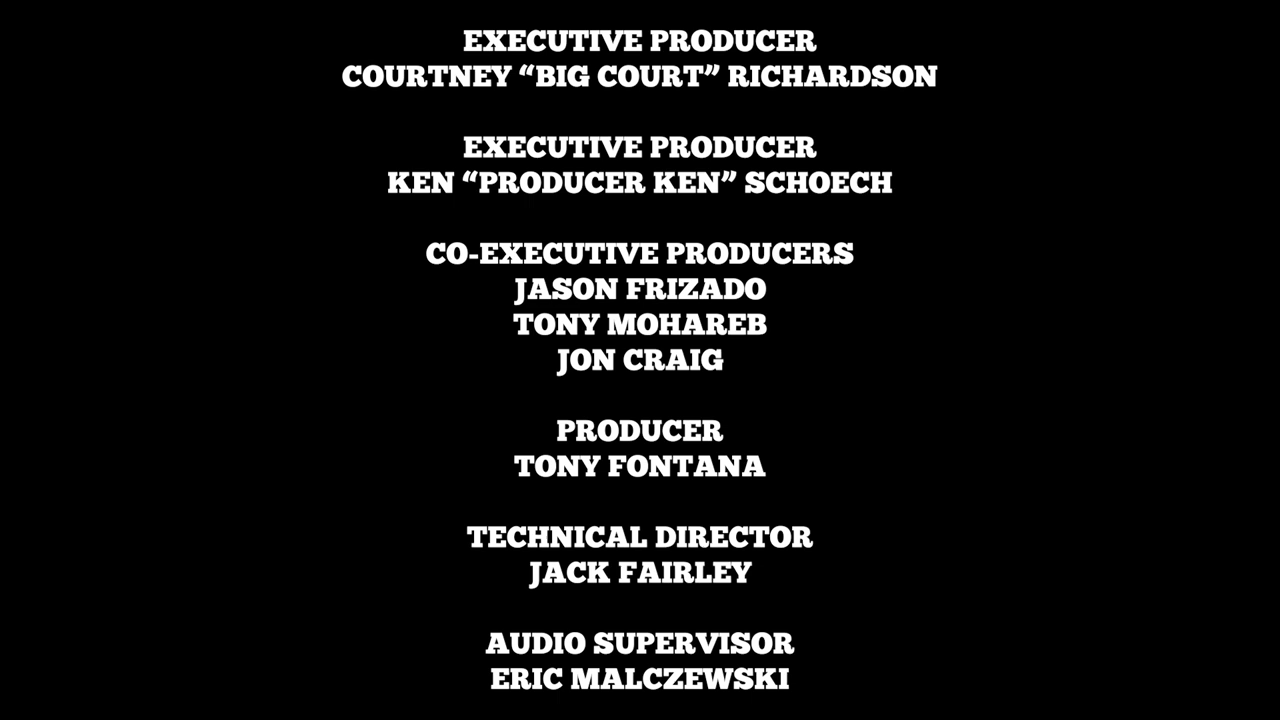 EXECUTIVE PRODUCER
COURTNEY “BIG COURT” RICHARDSON
EXECUTIVE PRODUCER
KEN “PRODUCER KEN” SCHOECH
CO-EXECUTIVE PRODUCERS
JASON FRIZADO
TONY MOHAREB
JON CRAIG
PRODUCER
TONY FONTANA
TECHNICAL DIRECTOR
JACK FAIRLEY
AUDIO SUPERVISOR
ERIC MALCZEWSKI